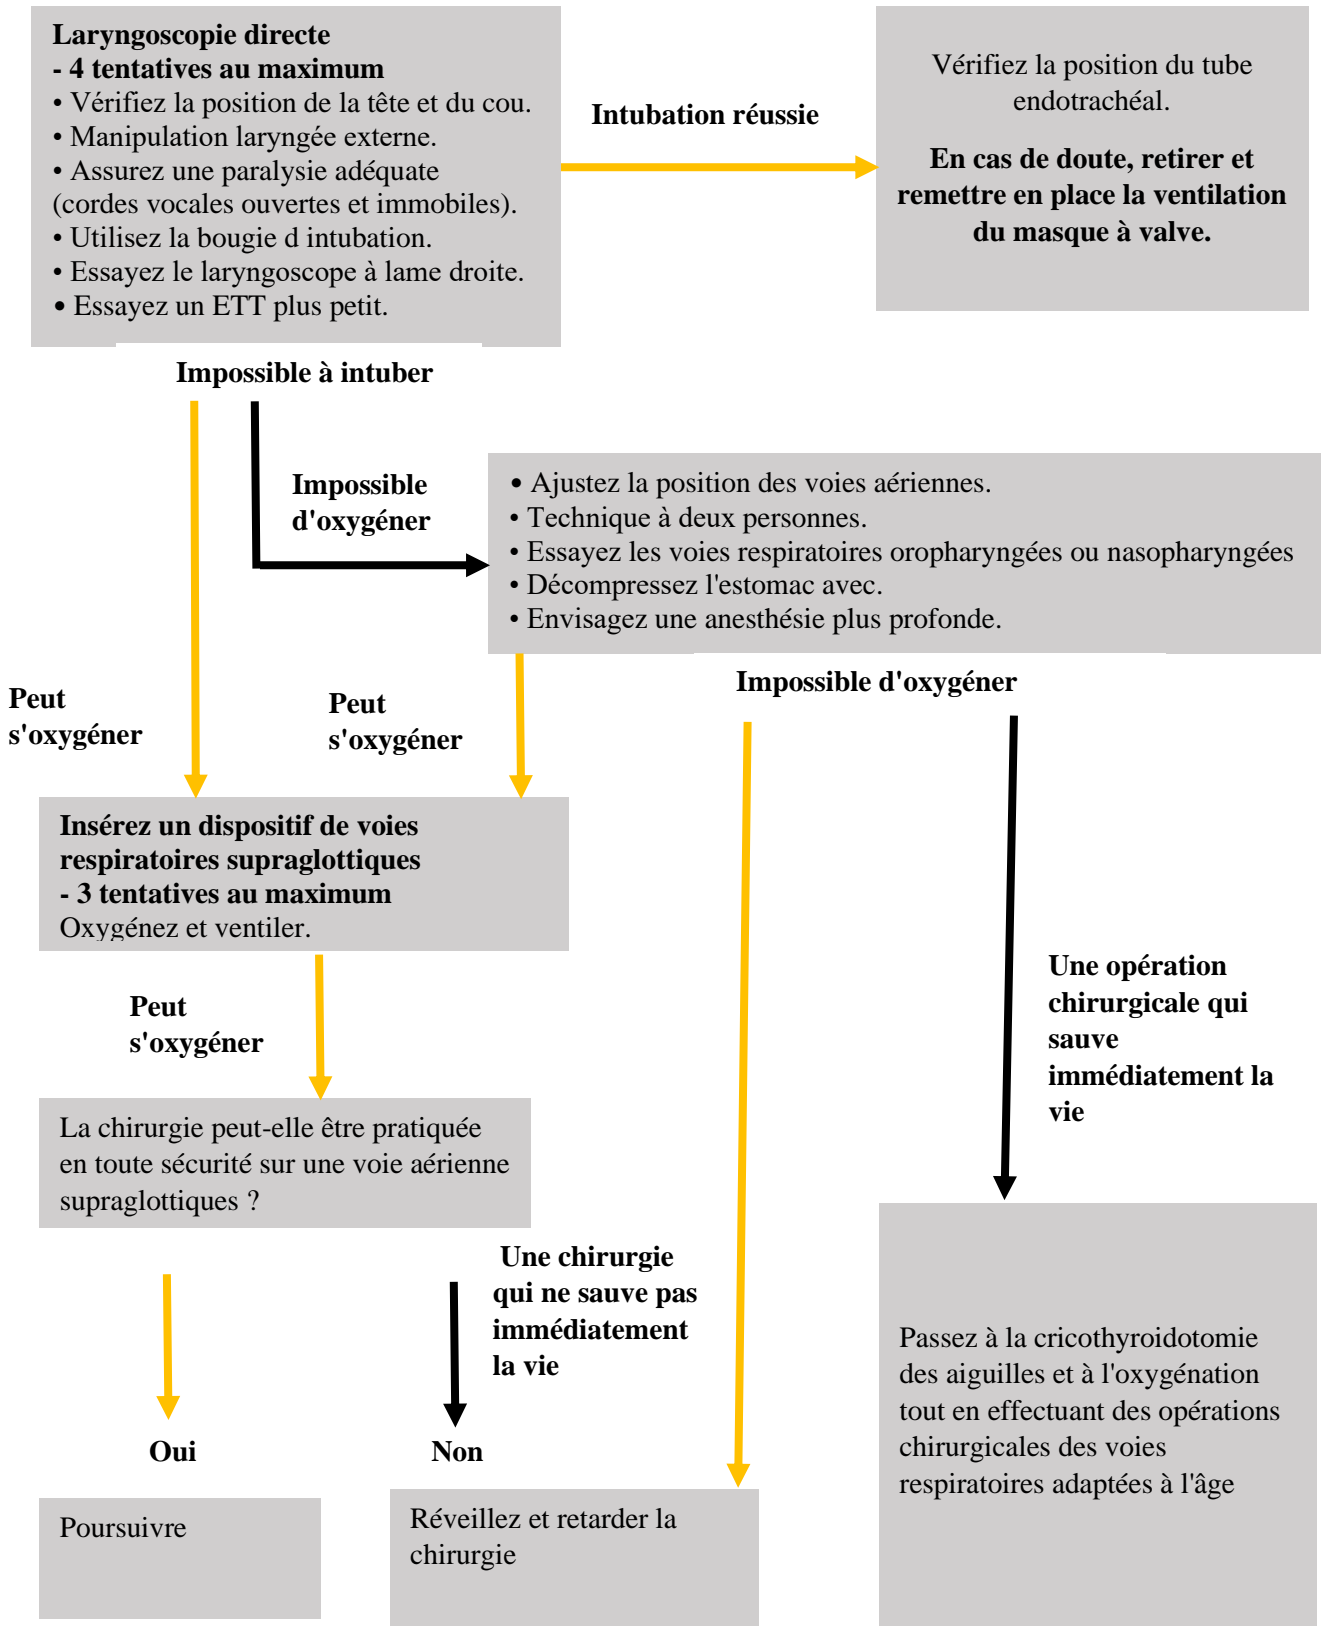 Laryngoscopie directe
- 4 tentatives au maximum
• Vérifiez la position de la tête et du cou.
• Manipulation laryngée externe.
• Assurez une paralysie adéquate
(cordes vocales ouvertes et immobiles).
• Utilisez la bougie d intubation.
• Essayez le laryngoscope à lame droite.
• Essayez un ETT plus petit.
Intubation réussie
Vérifiez la position du tube
endotrachéal.
En cas de doute, retirer et
remettre en place la ventilation
du masque à valve.
Impossible à intuber
Impossible
d'oxygéner
• Ajustez la position des voies aériennes.
• Technique à deux personnes.
• Essayez les voies respiratoires oropharyngées ou nasopharyngées
• Décompressez l'estomac avec.
• Envisagez une anesthésie plus profonde.
Peut
s'oxygéner
Peut
s'oxygéner
Impossible d'oxygéner
Insérez un dispositif de voies
respiratoires supraglottiques
- 3 tentatives au maximum
Oxygénez et ventiler.
Peut
s'oxygéner
Une opération
chirurgicale qui
sauve
immédiatement la
vie
La chirurgie peut-elle être pratiquée
en toute sécurité sur une voie aérienne
supraglottiques ?
Une chirurgie
qui ne sauve pas
immédiatement
la vie
Oui
Non
Poursuivre
Réveillez et retarder la
chirurgie
Passez à la cricothyroidotomie
des aiguilles et à l'oxygénation
tout en effectuant des opérations
chirurgicales des voies
respiratoires adaptées à l'âge